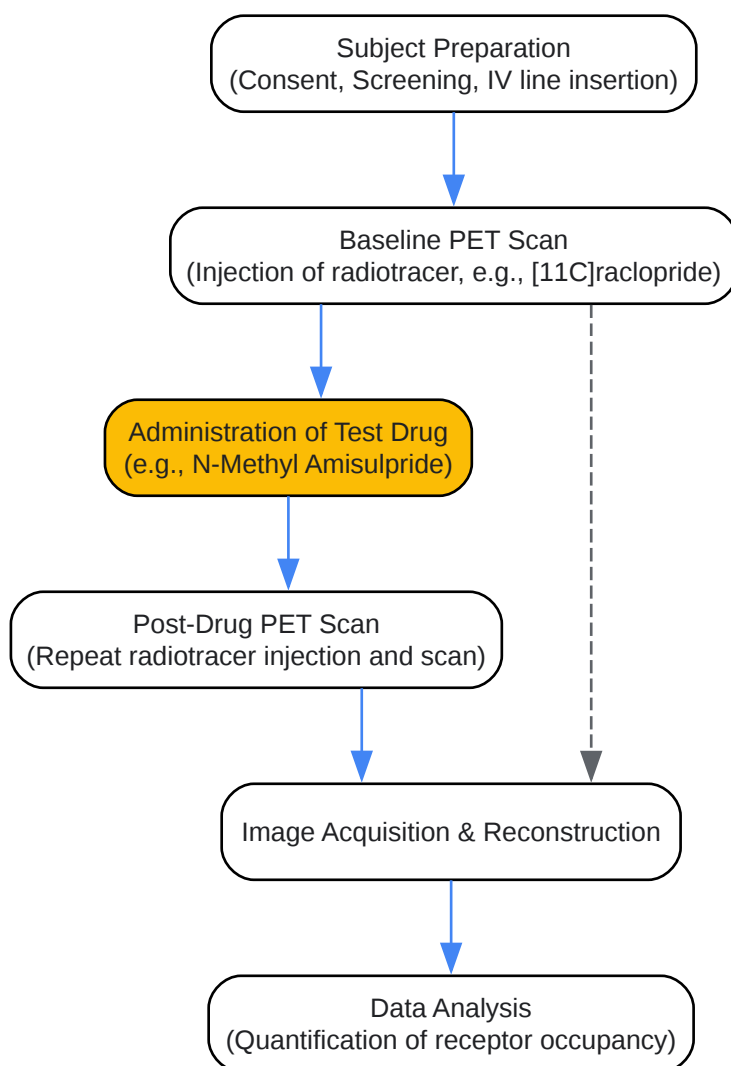 Subject Preparation
(Consent, Screening, IV line insertion)
Baseline PET Scan
(Injection of radiotracer, e.g., [11C]raclopride)
Administration of Test Drug
(e.g., N-Methyl Amisulpride)
Post-Drug PET Scan
(Repeat radiotracer injection and scan)
Image Acquisition & Reconstruction
Data Analysis
(Quantification of receptor occupancy)